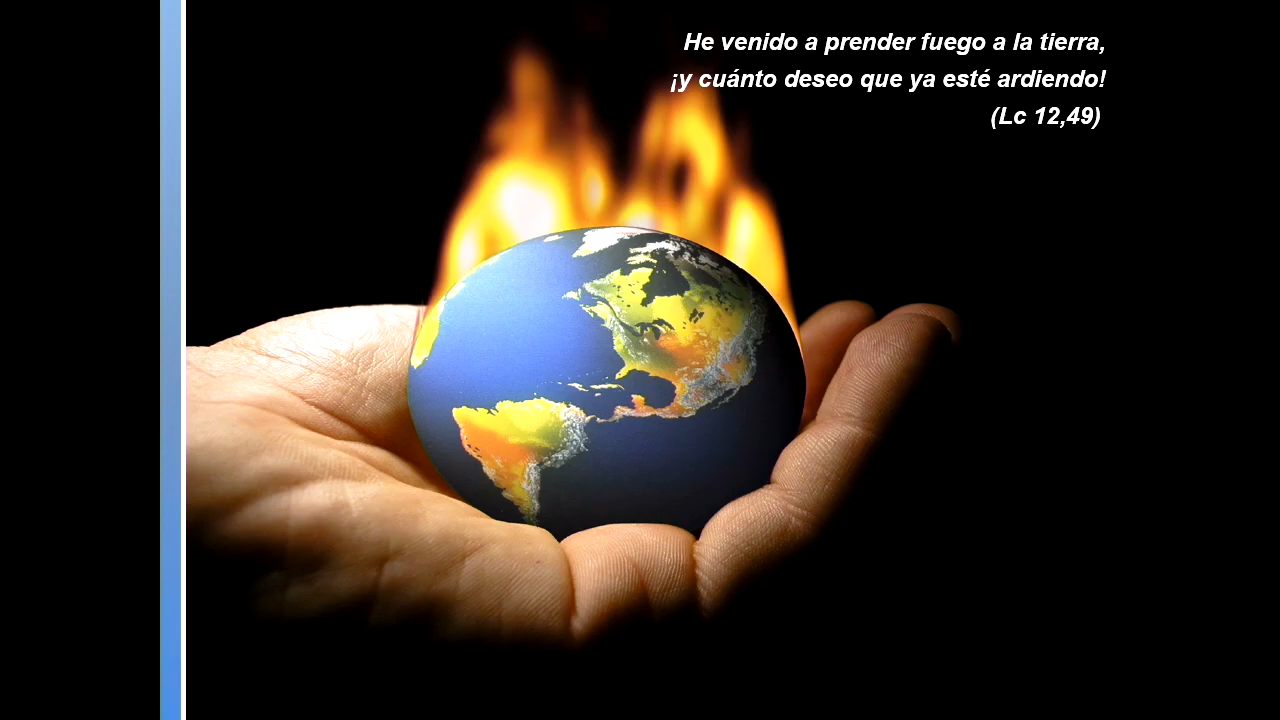 He venido a prender fuego a la tierra,
¡y cuánto deseo que ya esté ardiendo!
(Lc 12,49)